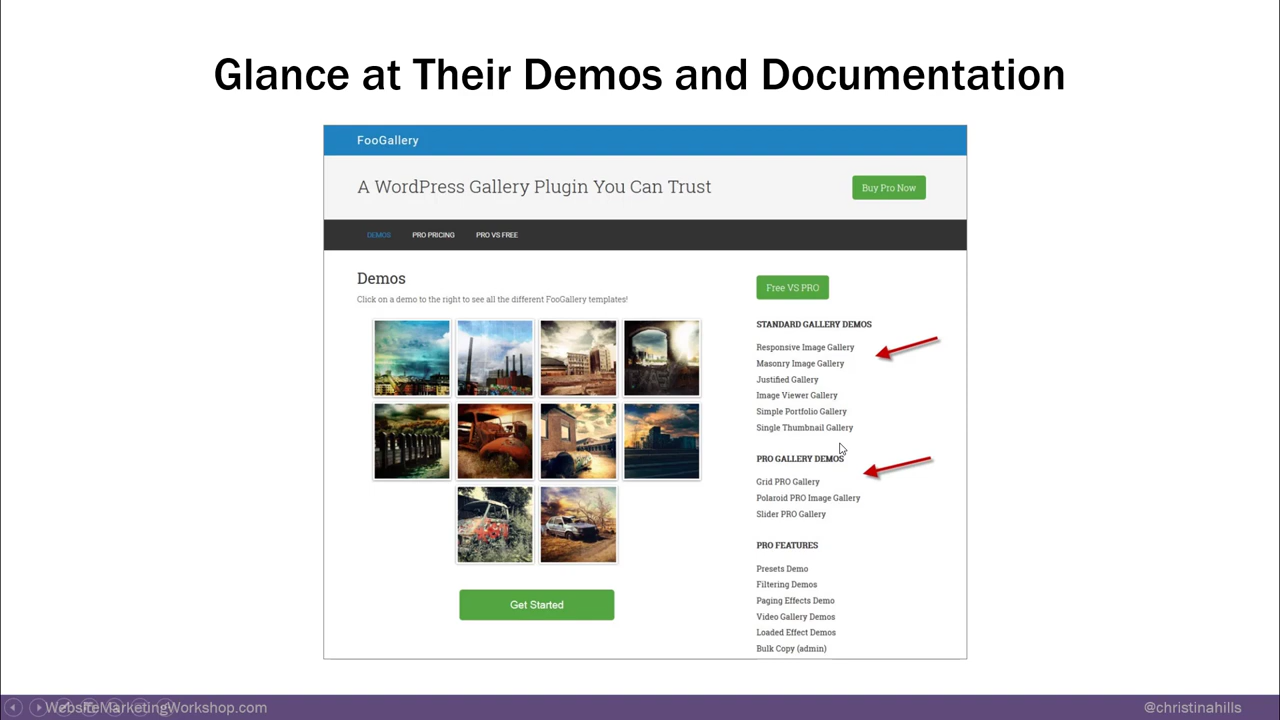 Glance at Their Demos and Documentation
FooGallery
A WordPress Gallery Plugin You Can Trust
Buy Pro Now
DEMOS
PRO PRICING
PRO VS FREE
Demos
Click on a demo to the right to see all the different FooGallery templates!
Get Started
Free VS PRO
STANDARD GALLERY DEMOS
Responsive Image Gallery
Masonry Image Gallery
Justified Gallery
Image Viewer Gallery
Simple Portfolio Gallery
Single Thumbnail Gallery
PRO GALLERY DEMOS
Grid PRO Gallery
Polaroid PRO Image Gallery
Slider PRO Gallery
PRO FEATURES
Presets Demo
Filtering Demos
Paging Effects Demo
Video Gallery Demos
Loaded Effect Demos
Bulk Copy (admin)
WebsiteMarketingWorkshop.com
@christinahills